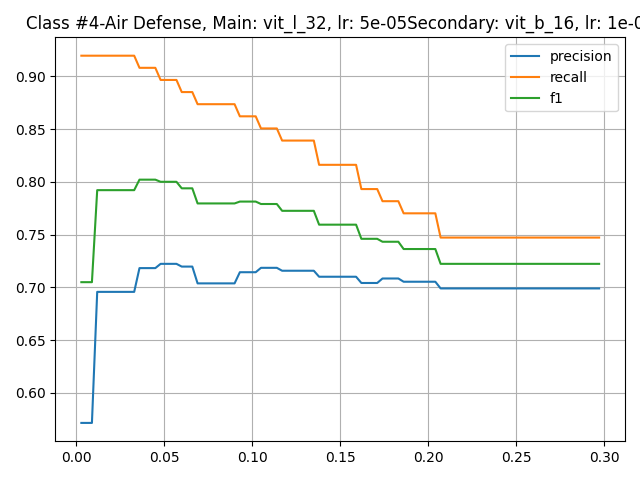 Class #4-Air Defense, Main: vit_l_32, lr: 5e-05Secondary: vit_b_16, lr: 1e-0
precision
recall
f1
0.90
0.85
0.80
0.75
0.70
0.65
0.60
0.00 0.05 0.10 0.15 0.20 0.25 0.30